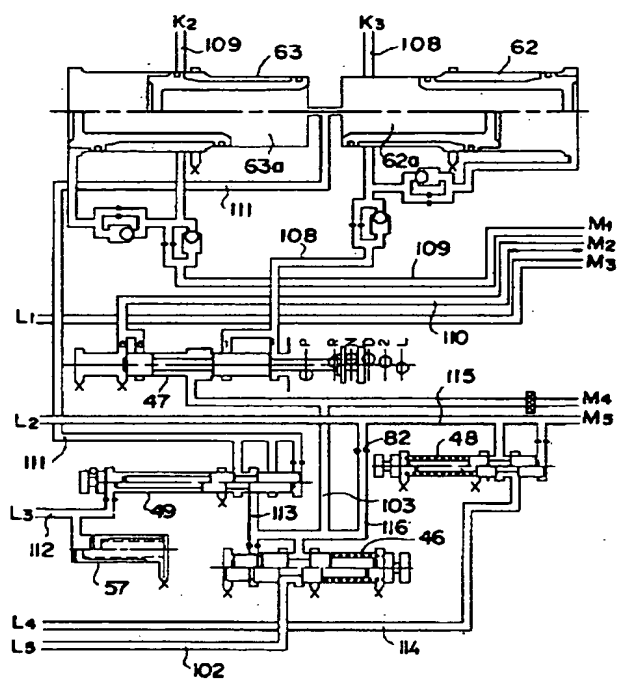 K2 K3
109 63 108 62
63a 62a
111
108 109
M1
M2
M3
L1
110
P R N D 2 L
47
115
M4
L2 M5
111
82 48
49 113 103
L3
112
116 46
57
L4
L5
114
102